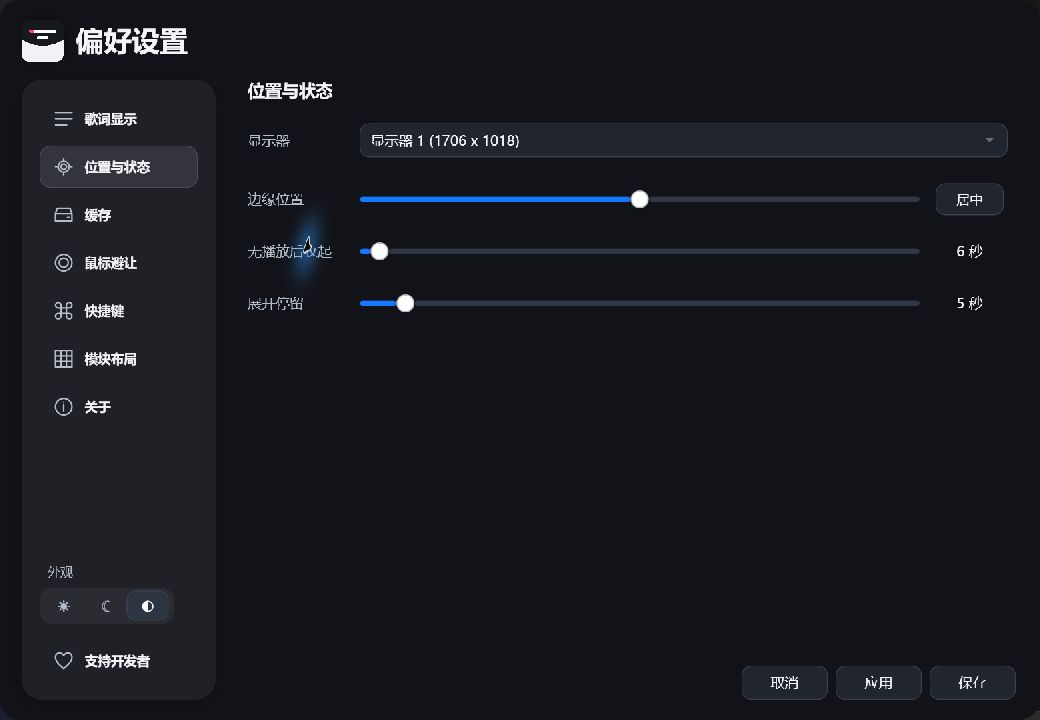 偏好设置
歌词显示
位置与状态
缓存
鼠标避让
快捷键
模块布局
关于
外观
支持开发者
位置与状态
显示器
显示器 1 (1706 x 1018)
边缘位置
居中
无播放后收起
6 秒
展开停留
5 秒
取消
应用
保存